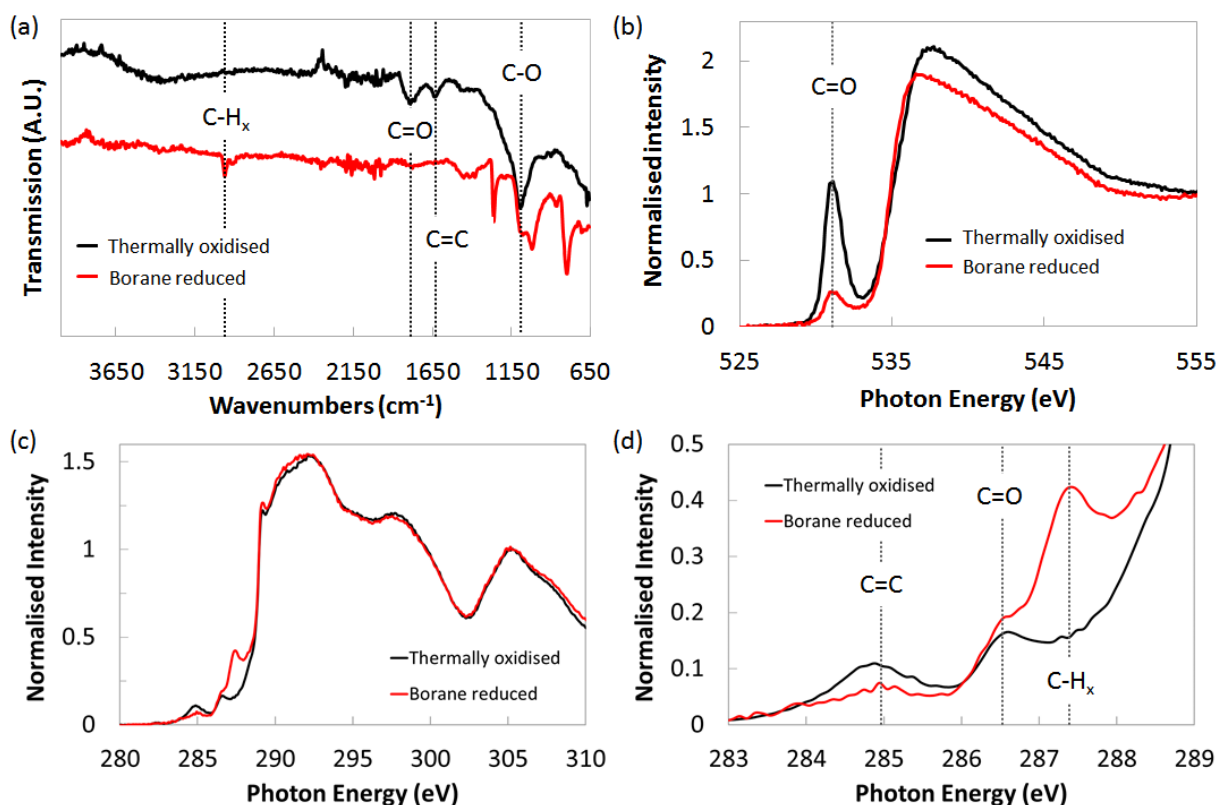 (a)
Transmission (A.U.)
C-Hₓ
C=O
C-O
C=C
Thermally oxidised
Borane reduced
3650 3150 2650 2150 1650 1150 650
Wavenumbers (cm⁻¹)
(b)
Normalised intensity
2
1.5
1
0.5
0
C=O
Thermally oxidised
Borane reduced
525 535 545 555
Photon Energy (eV)
(c)
Normalised Intensity
1.5
1
0.5
0
Thermally oxidised
Borane reduced
280 285 290 295 300 305 310
Photon Energy (eV)
(d)
Normalised Intensity
0.5
0.4
0.3
0.2
0.1
0
Thermally oxidised
Borane reduced
C=O
C=C
C-Hₓ
283 284 285 286 287 288 289
Photon Energy (eV)